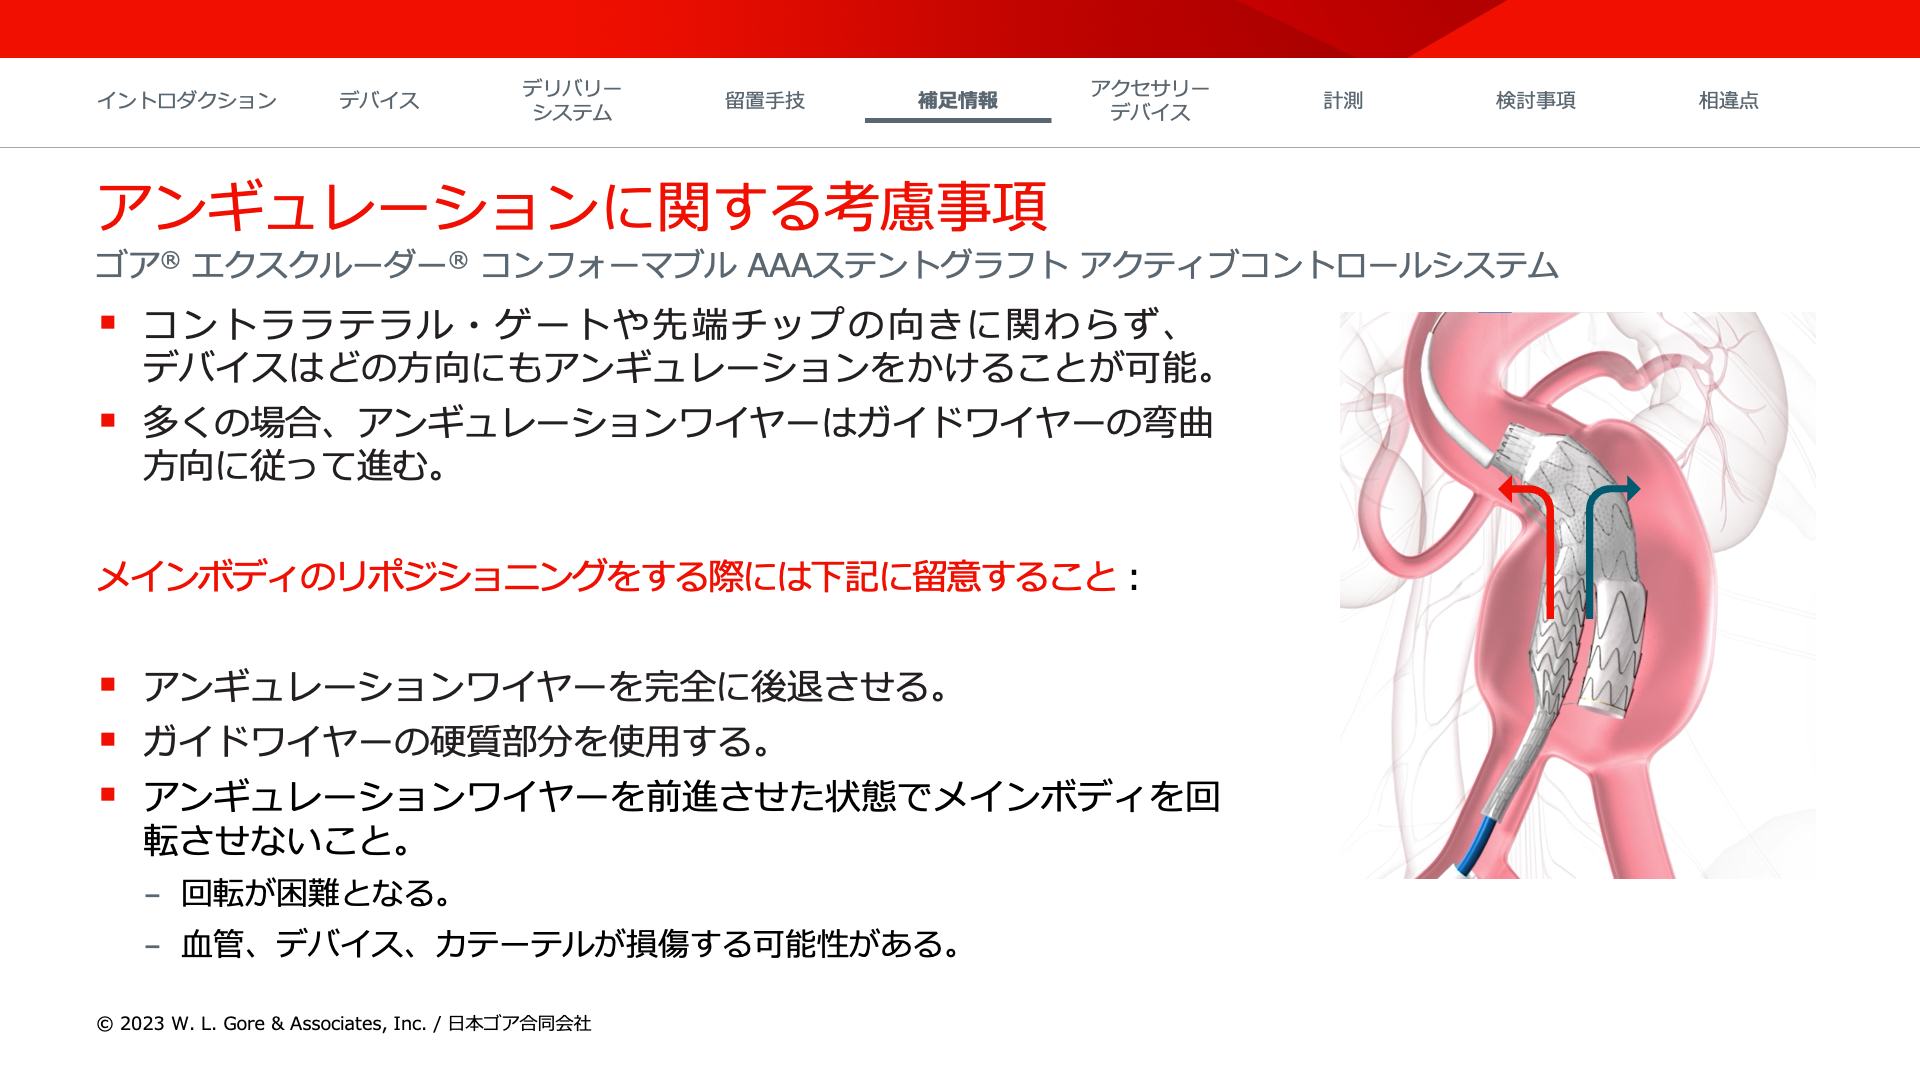 イントロダクション
デバイス
デリバリー
システム
留置手技
補足情報
アクセサリー
デバイス
計測
検討事項
相違点
アンギュレーションに関する考慮事項
ゴア® エクスクルーダー® コンフォーマブル AAAステントグラフト アクティブコントロールシステム
■ コントララテラル・ゲートや先端チップの向きに関わらず、
デバイスはどの方向にもアンギュレーションをかけることが可能。
■ 多くの場合、アンギュレーションワイヤーはガイドワイヤーの弯曲
方向に従って進む。
メインボディのリポジショニングをする際には下記に留意すること：
■ アンギュレーションワイヤーを完全に後退させる。
■ ガイドワイヤーの硬質部分を使用する。
■ アンギュレーションワイヤーを前進させた状態でメインボディを回
転させないこと。
– 回転が困難となる。
– 血管、デバイス、カテーテルが損傷する可能性がある。
© 2023 W. L. Gore & Associates, Inc. / 日本ゴア合同会社